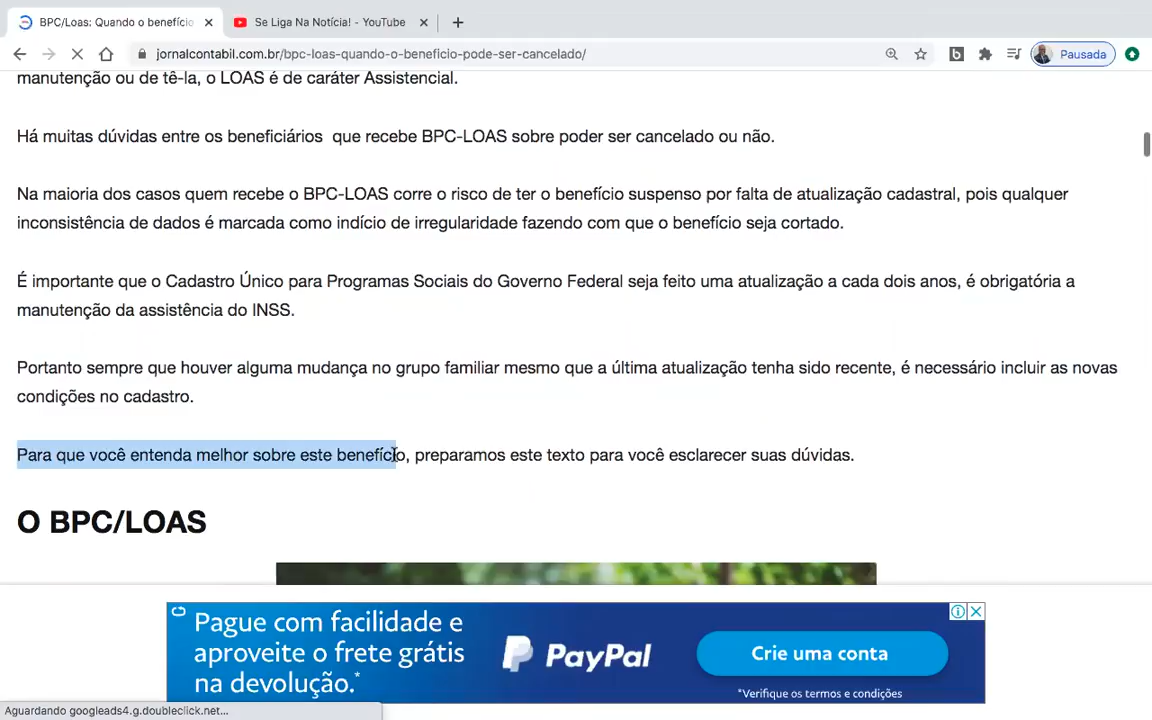 BPC/Loas: Quando o benefício
Se Liga Na Notícia! - YouTube
jornalcontabil.com.br/bpc-loas-quando-o-beneficio-pode-ser-cancelado/
Pausada
manutenção ou de tê-la, o LOAS é de caráter Assistencial.
Há muitas dúvidas entre os beneficiários que recebe BPC-LOAS sobre poder ser cancelado ou não.
Na maioria dos casos quem recebe o BPC-LOAS corre o risco de ter o benefício suspenso por falta de atualização cadastral, pois qualquer
inconsistência de dados é marcada como indício de irregularidade fazendo com que o benefício seja cortado.
É importante que o Cadastro Único para Programas Sociais do Governo Federal seja feito uma atualização a cada dois anos, é obrigatória a
manutenção da assistência do INSS.
Portanto sempre que houver alguma mudança no grupo familiar mesmo que a última atualização tenha sido recente, é necessário incluir as novas
condições no cadastro.
Para que você entenda melhor sobre este benefício, preparamos este texto para você esclarecer suas dúvidas.
O BPC/LOAS
Pague com facilidade e
aproveite o frete grátis
na devolução.*
PayPal
Crie uma conta
*Verifique os termos e condições
Aguardando googleads4.g.doubleclick.net...